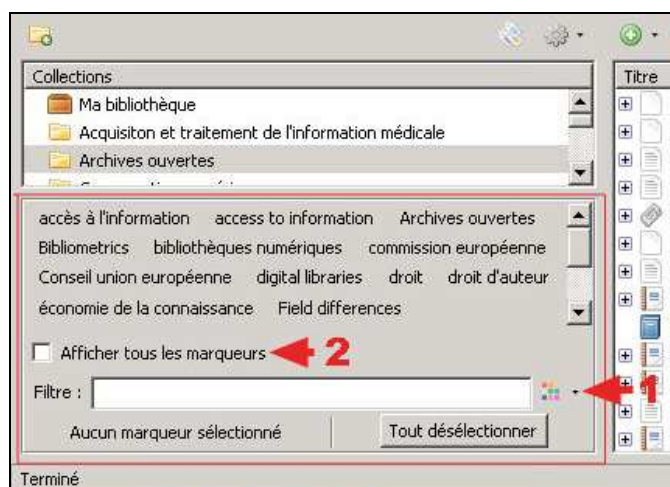 Collections
Titre
Ma bibliothèque
Acquisiton et traitement de l'information médicale
Archives ouvertes
accès à l'information access to information Archives ouvertes
Bibliometrics bibliothèques numériques commission européenne
Conseil union européenne digital libraries droit droit d'auteur
économie de la connaissance Field differences
Afficher tous les marqueurs 2
Filtre : 1
Aucun marqueur sélectionné Tout désélectionner
Terminé